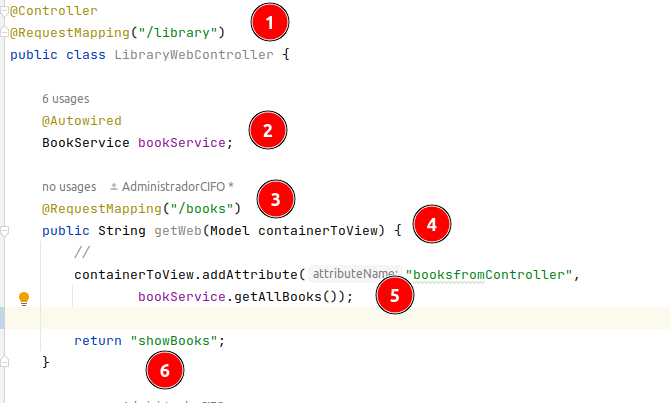 @Controller
1
@RequestMapping("/library")
public class LibraryWebController {
6 usages
@Autowired
2
BookService bookService;
no usages AdministradorCIFO *
3
@RequestMapping("/books")
4
public String getWeb(Model containerToView) {
//
containerToView.addAttribute( attributeName: "booksfromController",
bookService.getAllBooks());
5
return "showBooks";
}
6